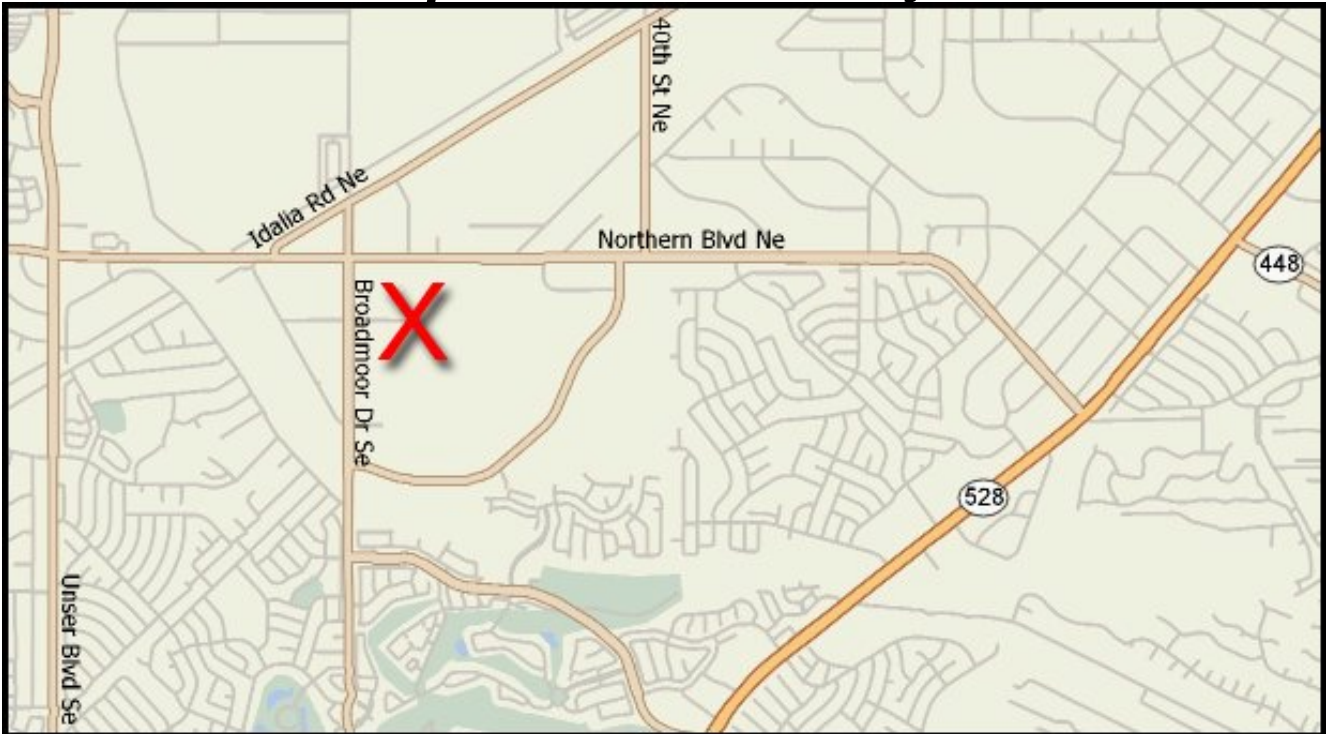 40th St Ne
Idalia Rd Ne
Northern Blvd Ne
448
Broadmoor Dr Se
X
528
Unser Blvd Se